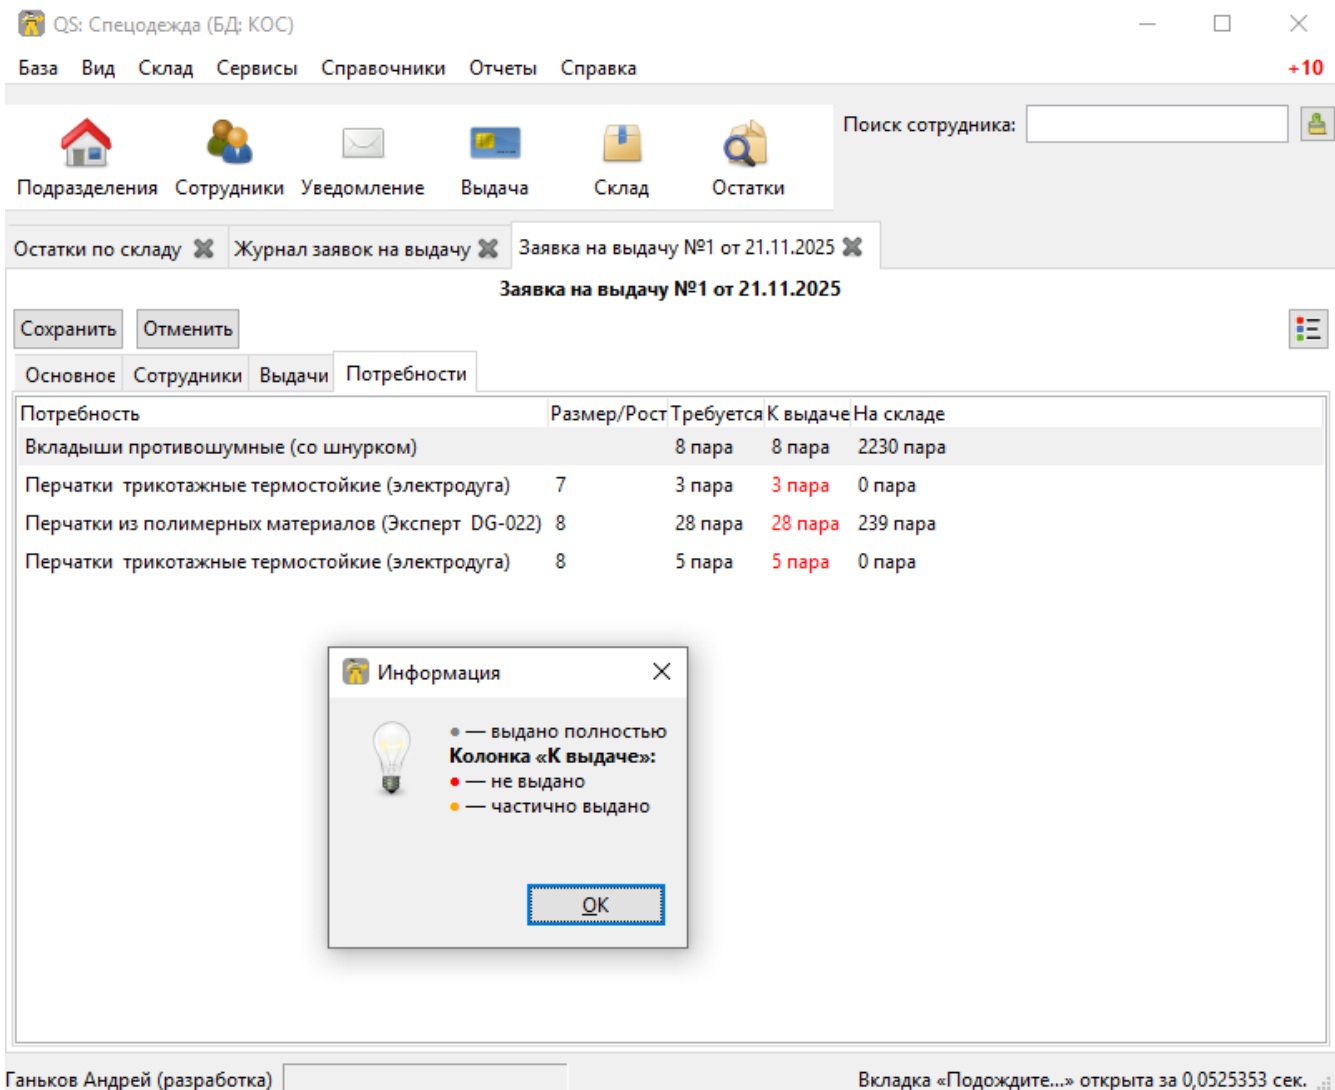 QS: Спецодежда (БД: КОС)
База Вид Склад Сервисы Справочники Отчеты Справка +10
Поиск сотрудника:
Подразделения Сотрудники Уведомление Выдача Склад Остатки
Остатки по складу Журнал заявок на выдачу Заявка на выдачу №1 от 21.11.2025
Заявка на выдачу №1 от 21.11.2025
Сохранить Отменить
Основное Сотрудники Выдачи Потребности
Потребность Размер/Рост Требуется К выдаче На складе
Вкладыши противошумные (со шнурком) 8 пара 8 пара 2230 пара
Перчатки трикотажные термостойкие (электродуга) 7 3 пара 3 пара 0 пара
Перчатки из полимерных материалов (Эксперт DG-022) 8 28 пара 28 пара 239 пара
Перчатки трикотажные термостойкие (электродуга) 8 5 пара 5 пара 0 пара
Информация
● — выдано полностью
Колонка «К выдаче»:
● — не выдано
● — частично выдано
OK
Ганьков Андрей (разработка) Вкладка «Подождите...» открыта за 0,0525353 сек.